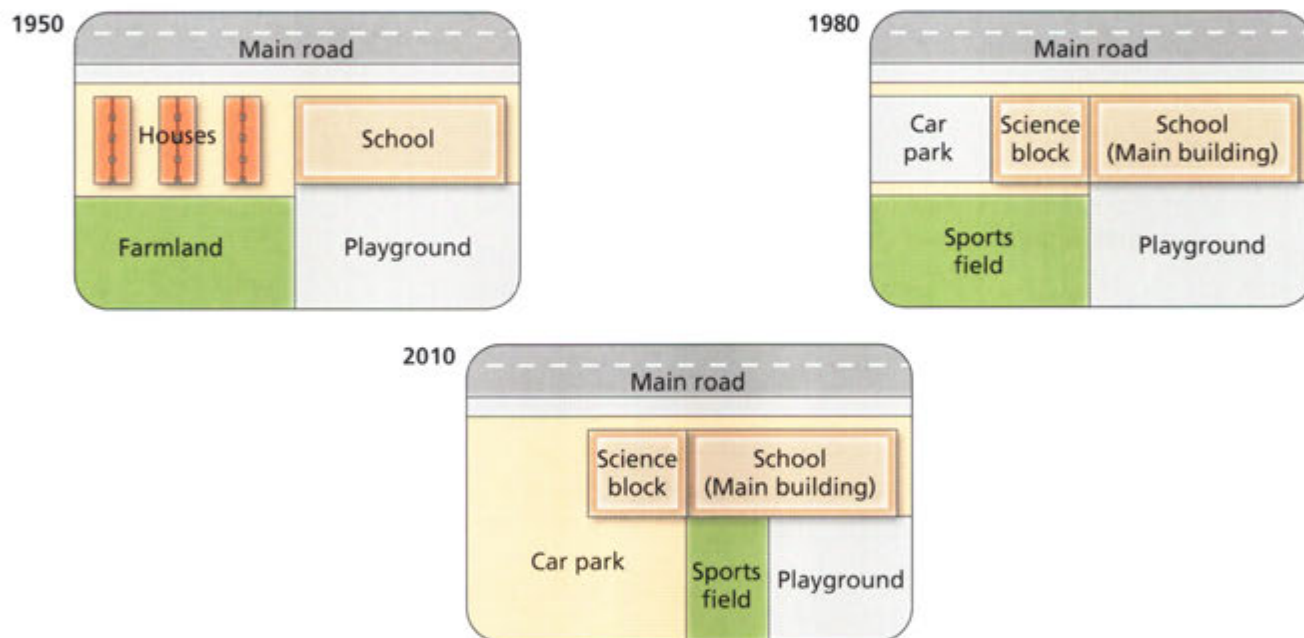 1950
Main road
Houses
School
Farmland
Playground
1980
Main road
Car
park
Science
block
School
(Main building)
Sports
field
Playground
2010
Main road
Science
block
School
(Main building)
Car park
Sports
field
Playground